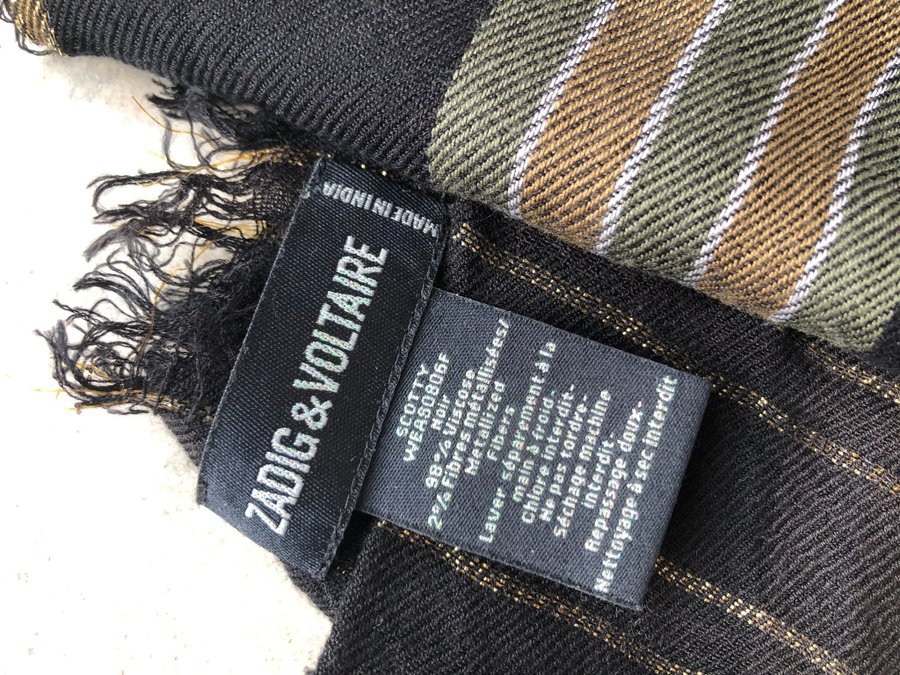 MADE IN INDIA
ZADIG & VOLTAIRE
SCOTTY
WEAS0806F
Noir
98% Viscose
2% Fibres métallisées/
Metallized
Fibers
Laver séparément à la
main à froid-
Chlore interdit-
Ne pas tordre-
Séchage machine
interdit-
Repassage doux-
Nettoyage à sec interdit